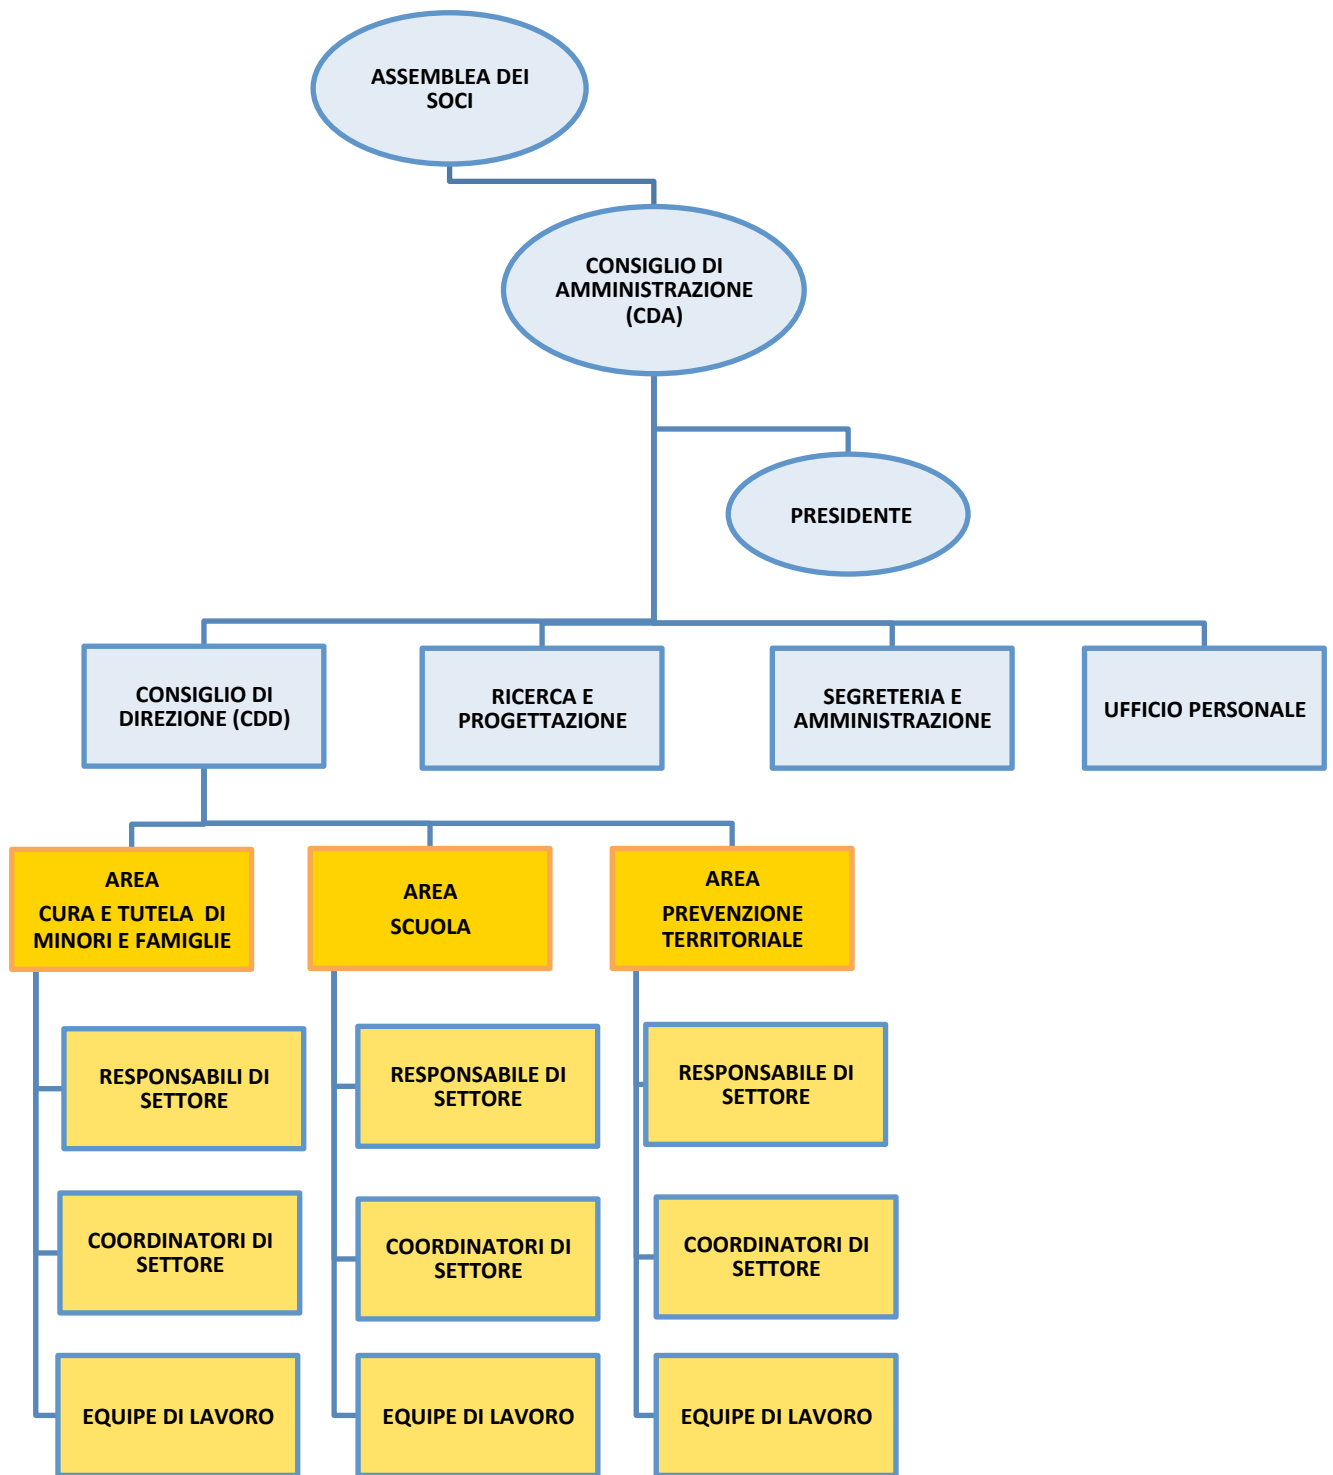 ASSEMBLEA DEI
SOCI
CONSIGLIO DI
AMMINISTRAZIONE
(CDA)
PRESIDENTE
CONSIGLIO DI
DIREZIONE (CDD)
RICERCA E
PROGETTAZIONE
SEGRETERIA E
AMMINISTRAZIONE
UFFICIO PERSONALE
AREA
CURA E TUTELA DI
MINORI E FAMIGLIE
AREA
SCUOLA
AREA
PREVENZIONE
TERRITORIALE
RESPONSABILI DI
SETTORE
RESPONSABILE DI
SETTORE
RESPONSABILE DI
SETTORE
COORDINATORI DI
SETTORE
COORDINATORI DI
SETTORE
COORDINATORI DI
SETTORE
EQUIPE DI LAVORO
EQUIPE DI LAVORO
EQUIPE DI LAVORO